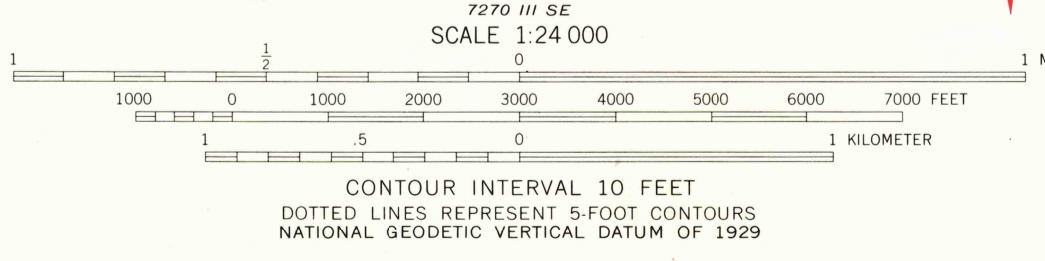 7270 III SE
SCALE 1:24 000
1 1/2 0 1 M
1000 0 1000 2000 3000 4000 5000 6000 7000 FEET
1 .5 0 1 KILOMETER
CONTOUR INTERVAL 10 FEET
DOTTED LINES REPRESENT 5-FOOT CONTOURS
NATIONAL GEODETIC VERTICAL DATUM OF 1929